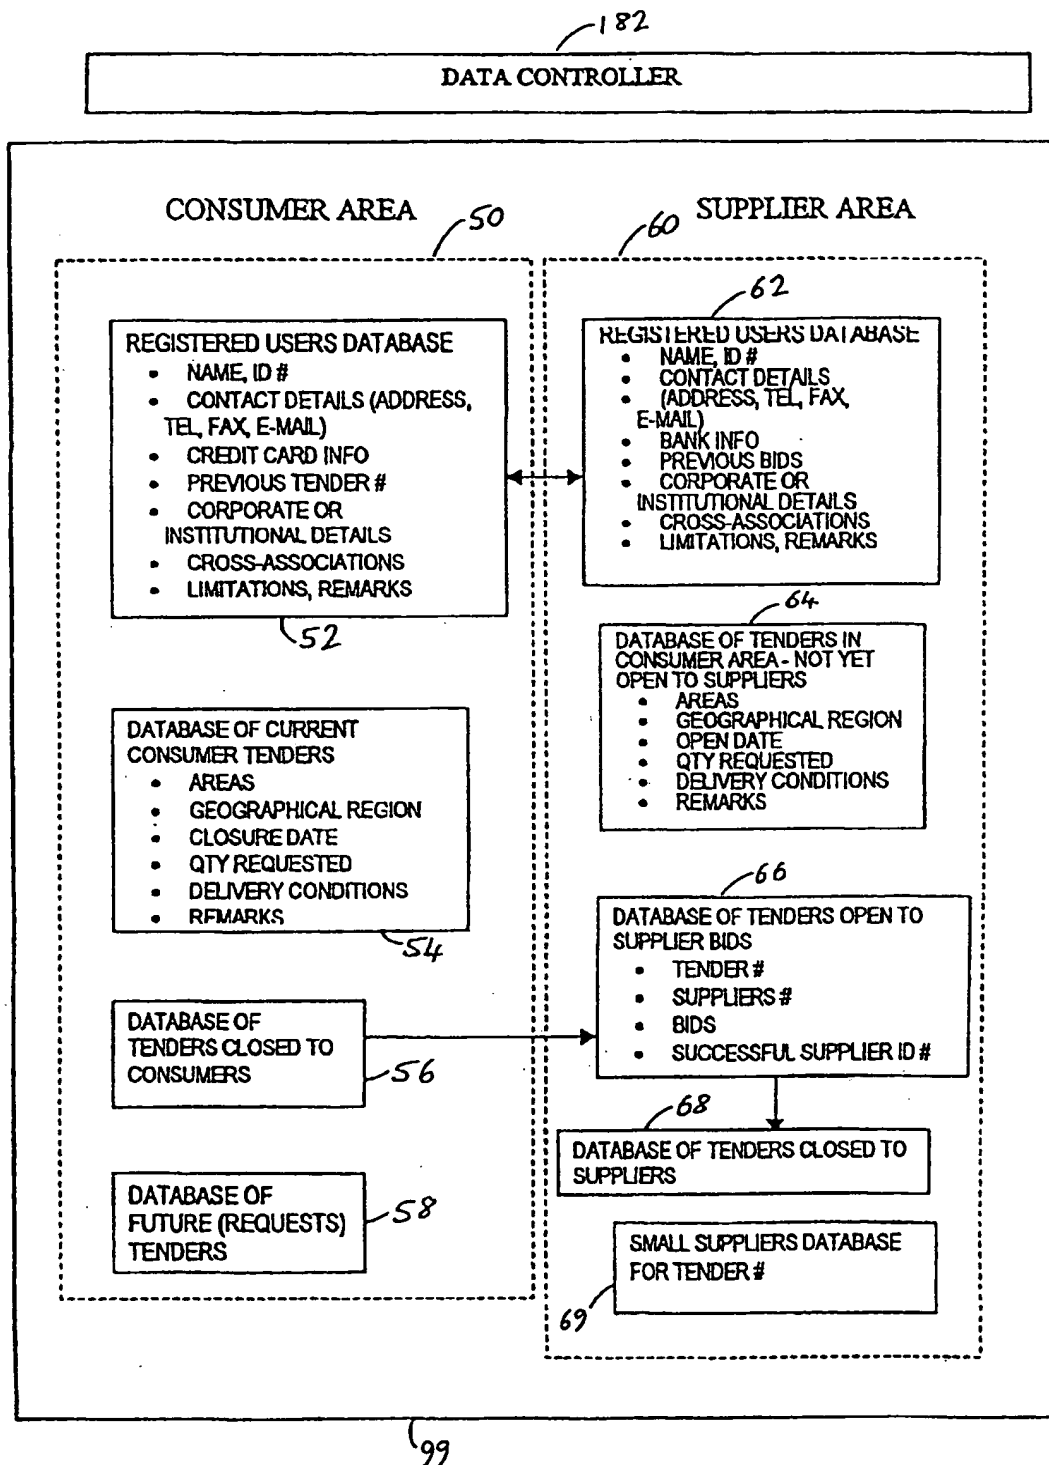 182
DATA CONTROLLER
CONSUMER AREA
SUPPLIER AREA
50
60
62
REGISTERED USERS DATABASE
• NAME, ID #
• CONTACT DETAILS (ADDRESS,
TEL, FAX, E-MAIL)
• CREDIT CARD INFO
• PREVIOUS TENDER #
• CORPORATE OR
INSTITUTIONAL DETAILS
• CROSS-ASSOCIATIONS
• LIMITATIONS, REMARKS
52
REGISTERED USERS DATABASE
• NAME, ID #
• CONTACT DETAILS
• (ADDRESS, TEL, FAX,
E-MAIL)
• BANK INFO
• PREVIOUS BIDS
• CORPORATE OR
INSTITUTIONAL DETAILS
• CROSS-ASSOCIATIONS
• LIMITATIONS, REMARKS
64
DATABASE OF TENDERS IN
CONSUMER AREA - NOT YET
OPEN TO SUPPLIERS
• AREAS
• GEOGRAPHICAL REGION
• OPEN DATE
• QTY REQUESTED
• DELIVERY CONDITIONS
• REMARKS
DATABASE OF CURRENT
CONSUMER TENDERS
• AREAS
• GEOGRAPHICAL REGION
• CLOSURE DATE
• QTY REQUESTED
• DELIVERY CONDITIONS
• REMARKS
54
66
DATABASE OF TENDERS OPEN TO
SUPPLIER BIDS
• TENDER #
• SUPPLIERS #
• BIDS
• SUCCESSFUL SUPPLIER ID #
DATABASE OF
TENDERS CLOSED TO
CONSUMERS
56
68
DATABASE OF TENDERS CLOSED TO
SUPPLIERS
DATABASE OF
FUTURE (REQUESTS)
TENDERS
58
SMALL SUPPLIERS DATABASE
FOR TENDER #
69
99